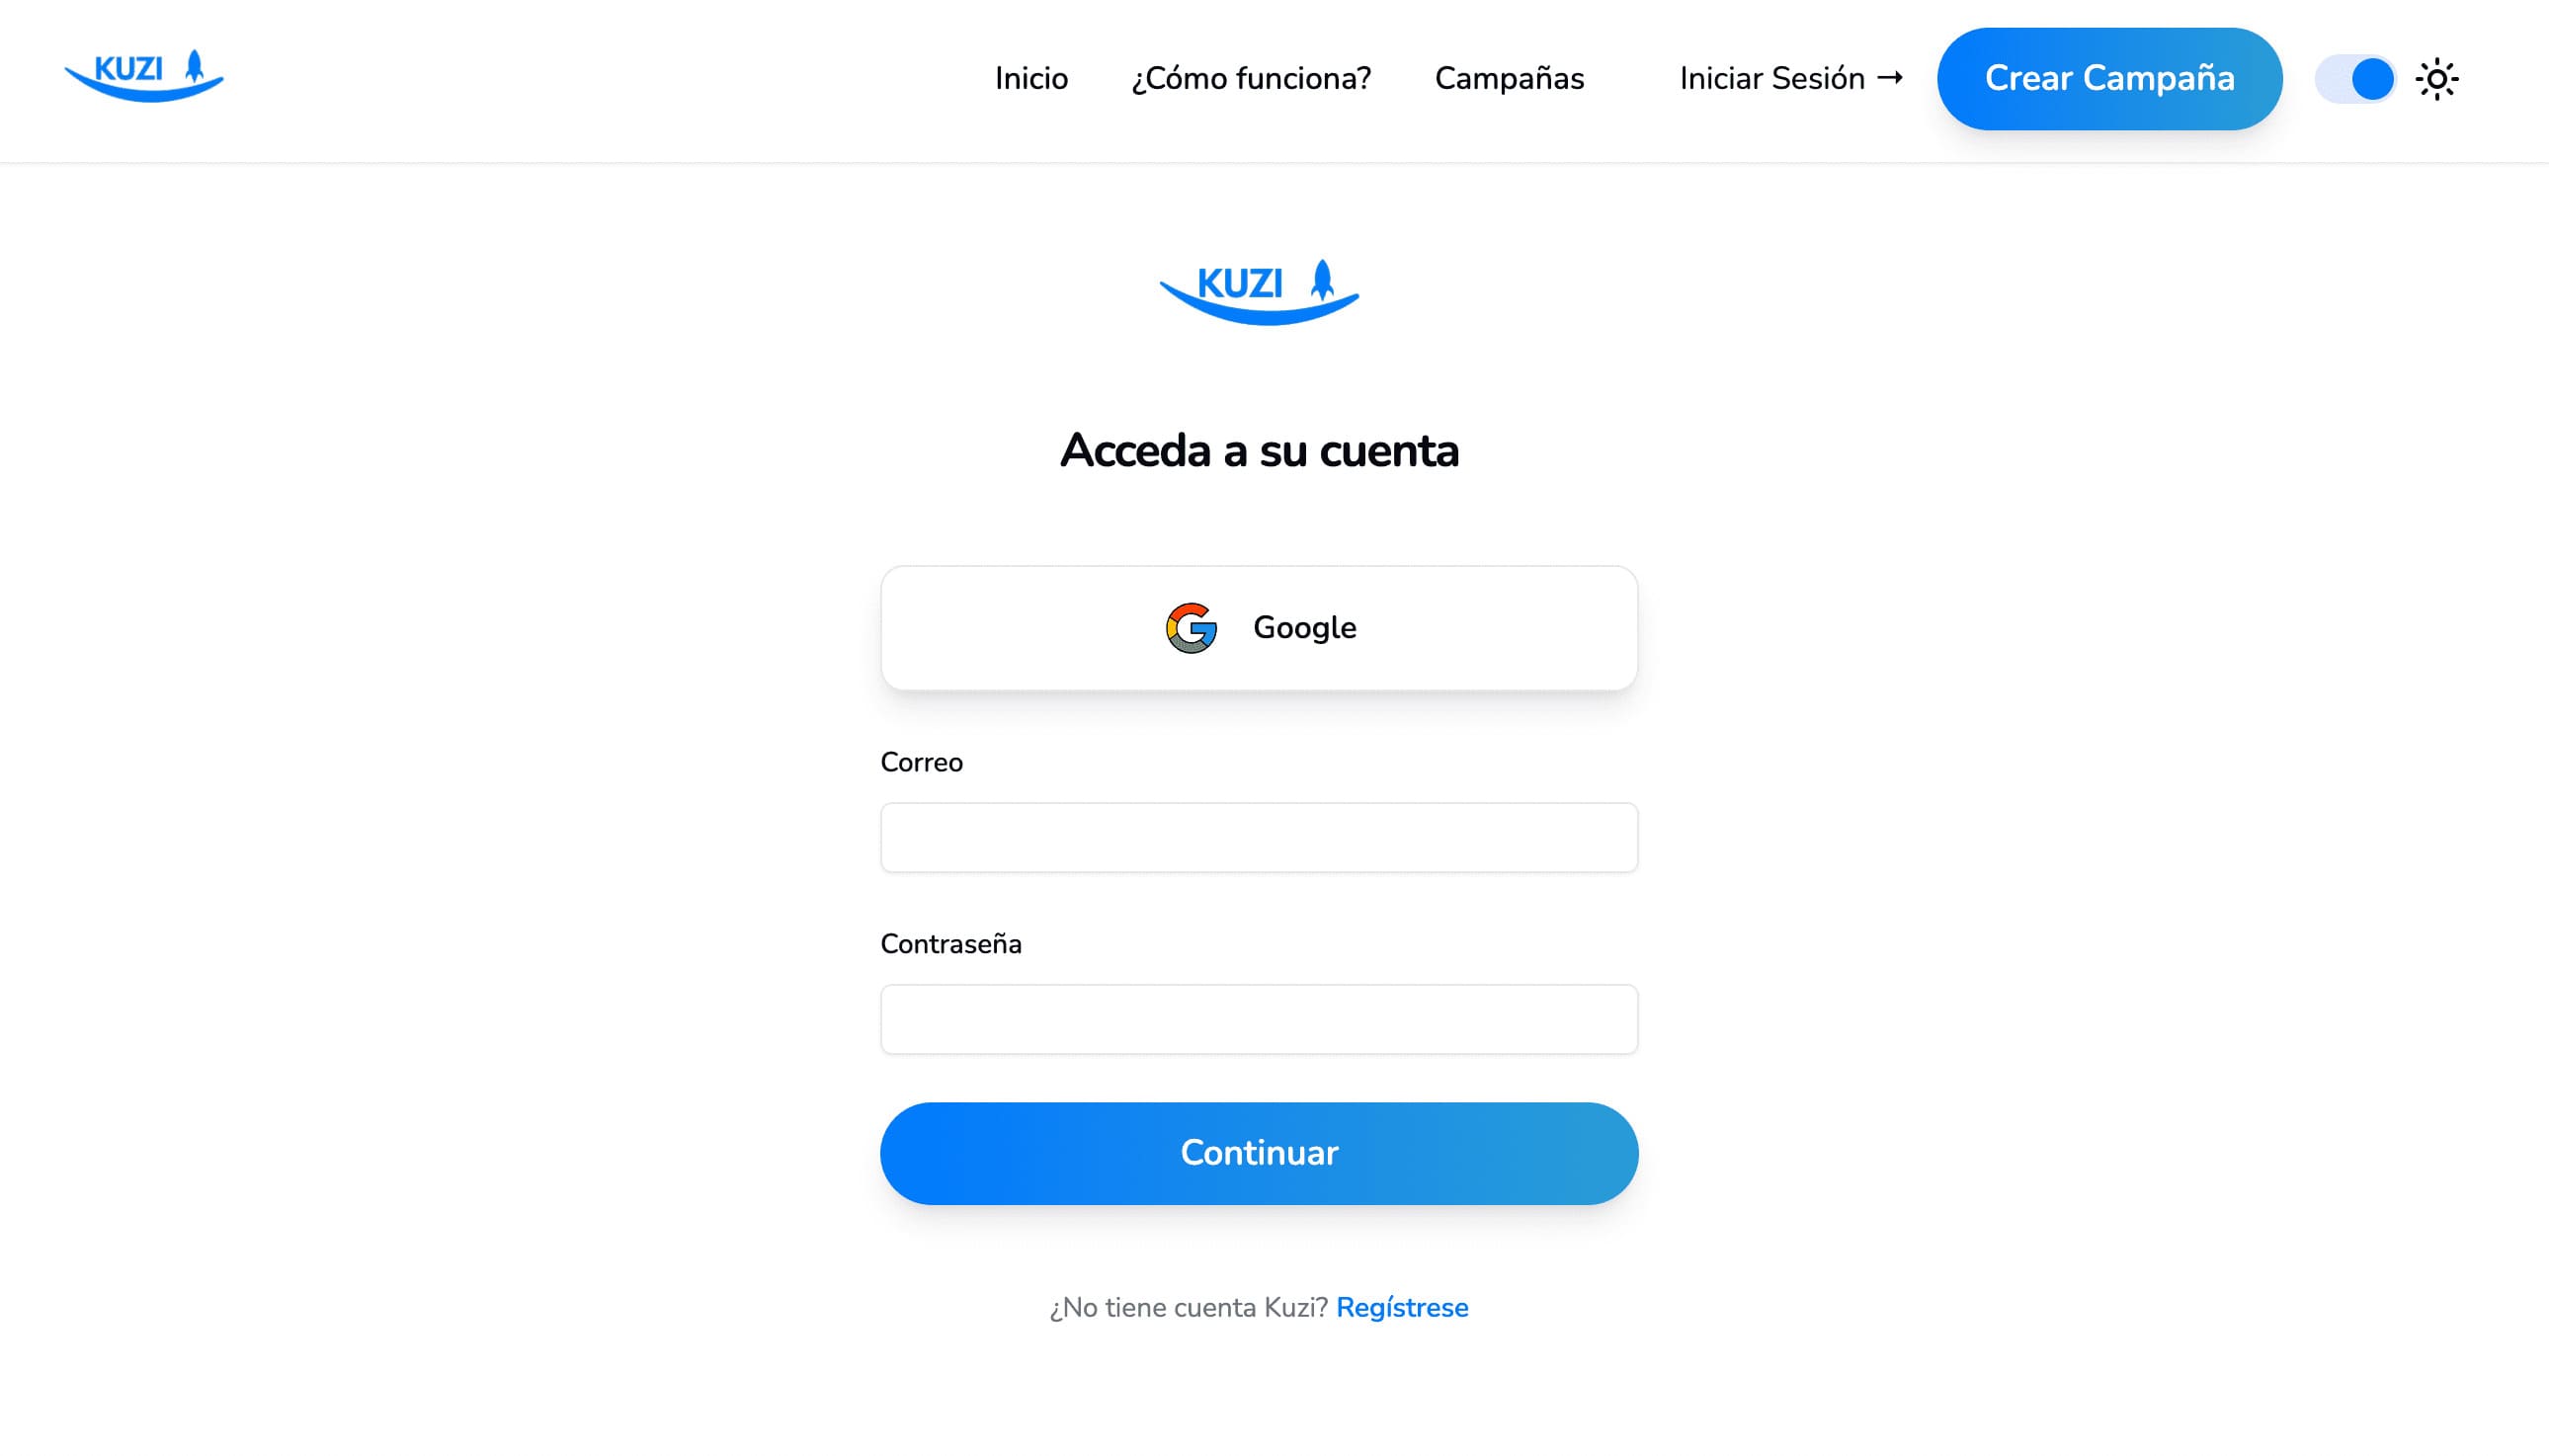 KUZI
Inicio ¿Cómo funciona? Campañas Iniciar Sesión → Crear Campaña
KUZI
Acceda a su cuenta
Google
Correo
Contraseña
Continuar
¿No tiene cuenta Kuzi? Regístrese